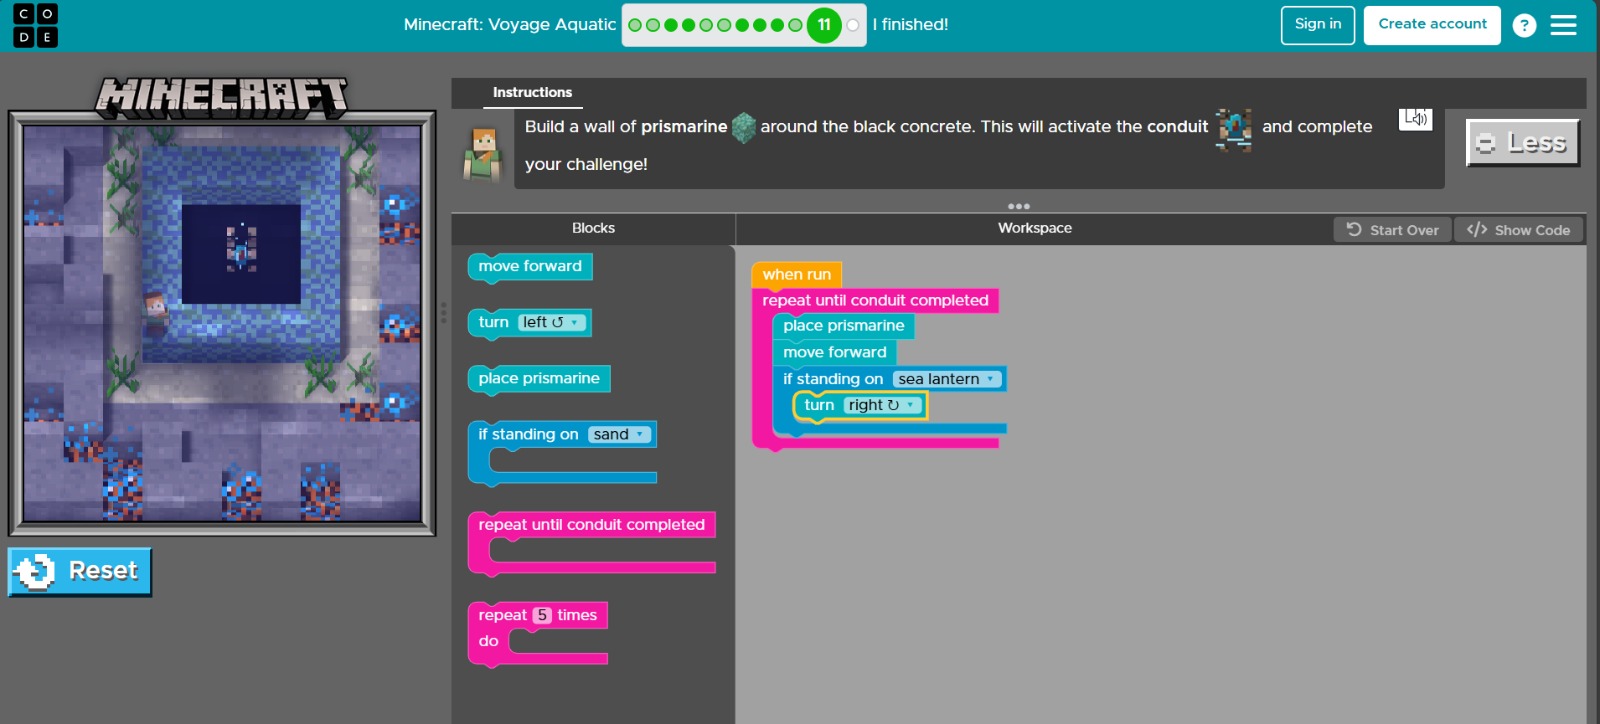 CODE
Minecraft: Voyage Aquatic
11
I finished!
Sign in
Create account
?
MINECRAFT
Instructions
Build a wall of prismarine around the black concrete. This will activate the conduit and complete
your challenge!
Less
Blocks
Workspace
Start Over
</> Show Code
move forward
turn left ↺
place prismarine
if standing on sand
repeat until conduit completed
repeat 5 times
do
when run
repeat until conduit completed
place prismarine
move forward
if standing on sea lantern
turn right ↻
Reset